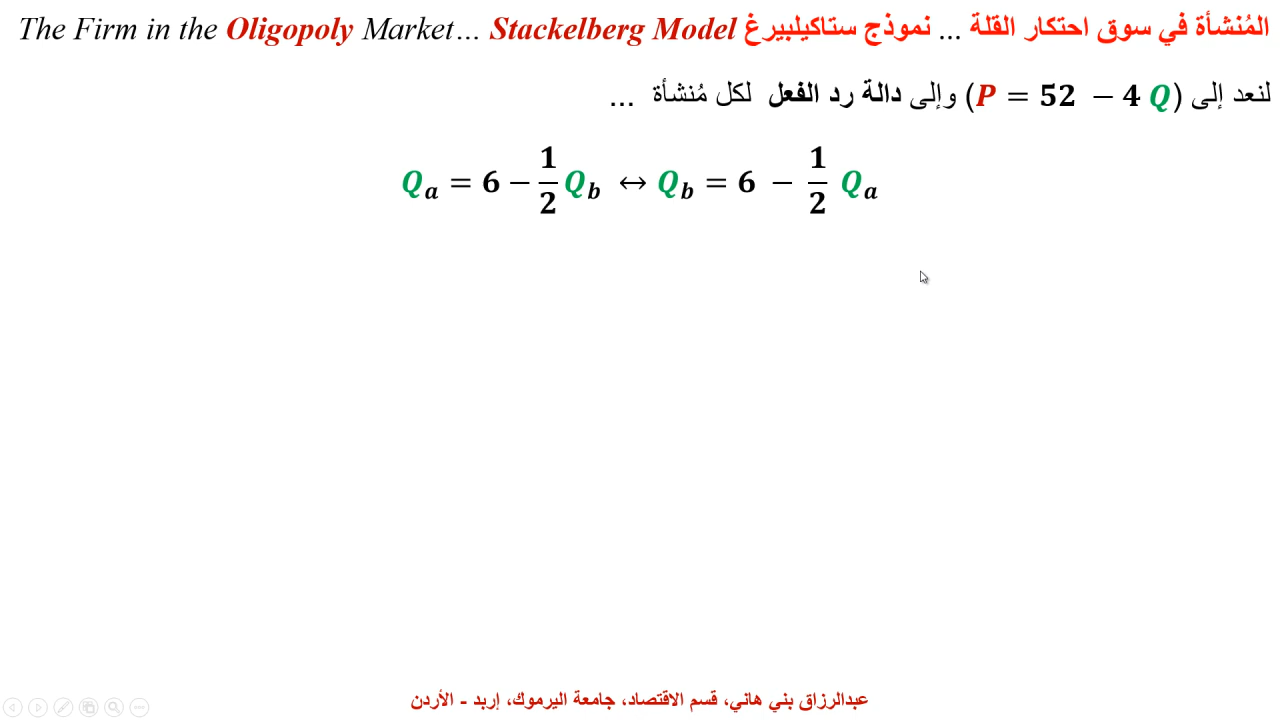 المُنشأة في سوق احتكار القلة ... نموذج ستاكيلبيرغ The Firm in the Oligopoly Market… Stackelberg Model
لنعد إلى (P = 52 − 4 Q) وإلى دالة رد الفعل لكل مُنشأة ...
Q_a = 6 − 1/2 Q_b ↔ Q_b = 6 − 1/2 Q_a
عبدالرزاق بني هاني، قسم الاقتصاد، جامعة اليرموك، إربد - الأردن